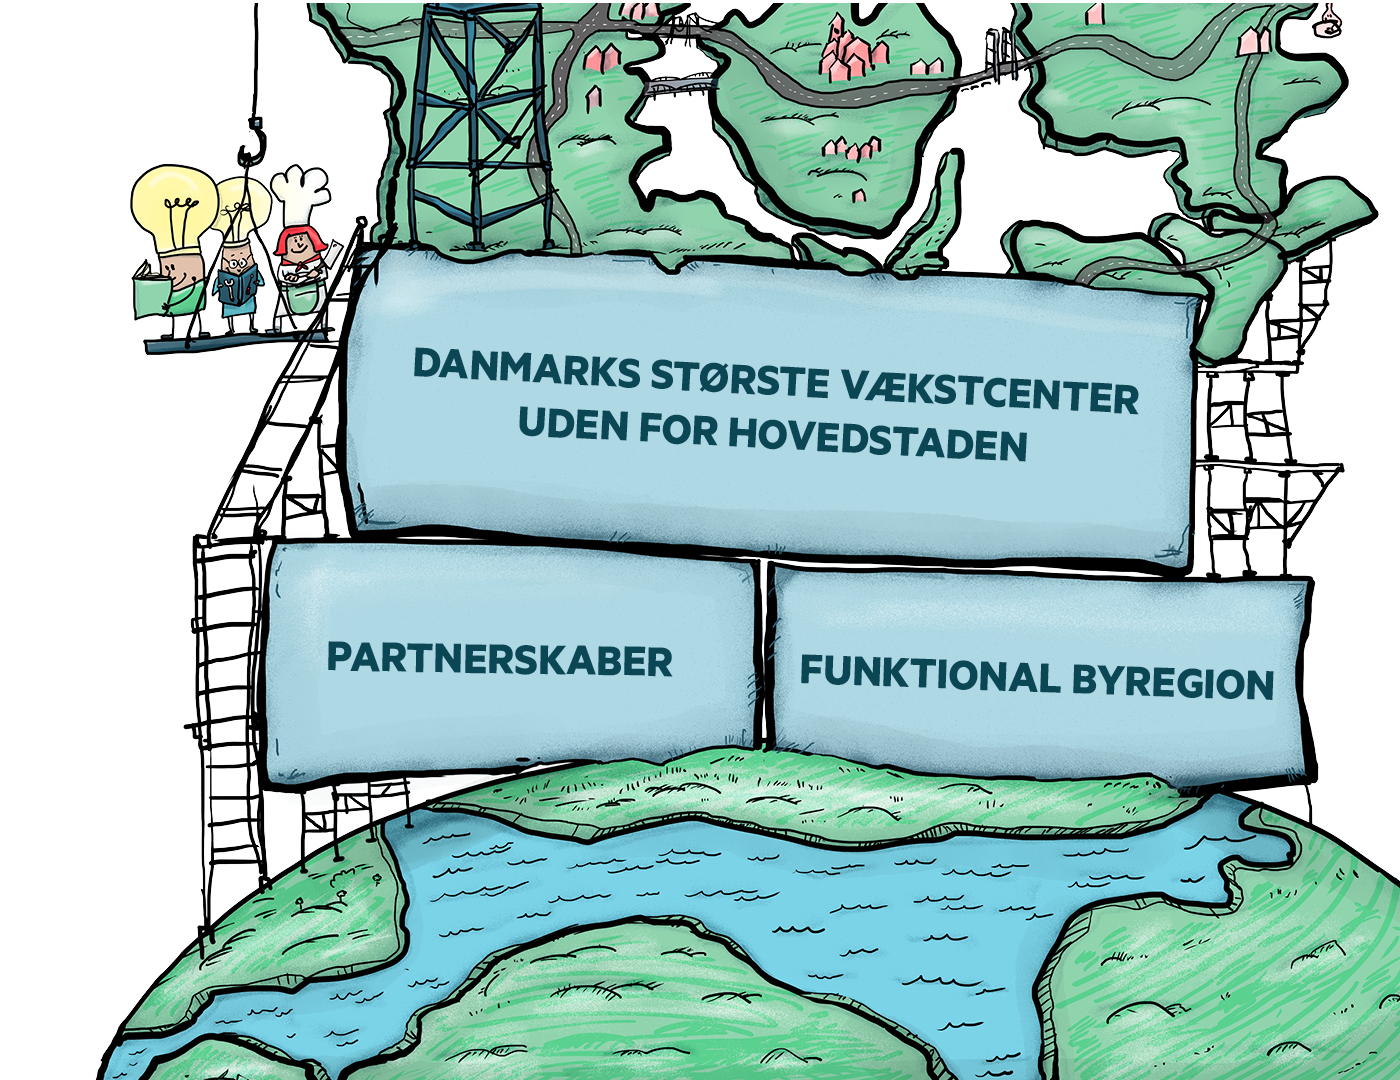 DANMARKS STØRSTE VÆKSTCENTER
UDEN FOR HOVEDSTADEN
PARTNERSKABER
FUNKTIONAL BYREGION